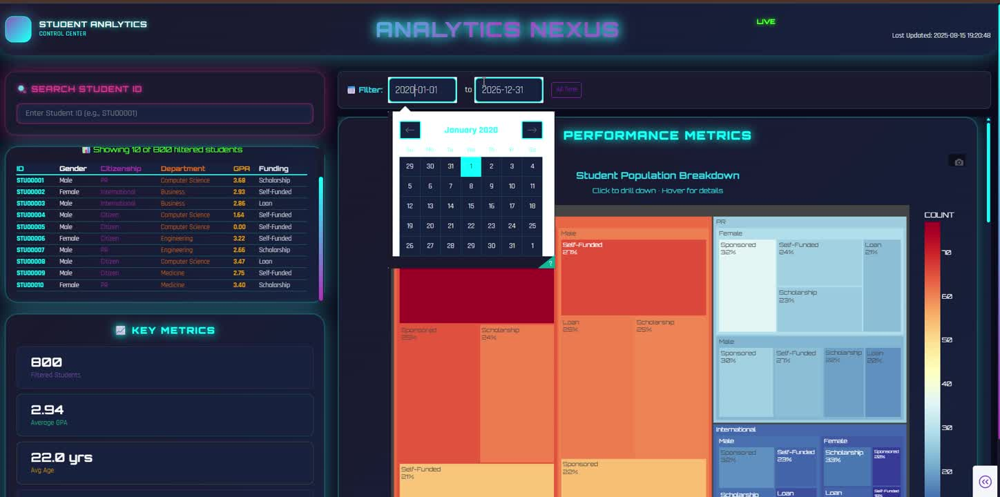 STUDENT ANALYTICS
CONTROL CENTER
ANALYTICS NEXUS
LIVE
Last Updated: 2025-08-15 19:20:48
SEARCH STUDENT ID
Enter Student ID (e.g., STU00001)
Filter: 2020-01-01 to 2026-12-31 All Time
Showing 10 of 800 filtered students
ID Gender Citizenship Department GPA Funding
STU00001 Male PR Computer Science 3.68 Scholarship
STU00002 Female International Business 2.93 Self-Funded
STU00003 Male International Business 2.86 Loan
STU00004 Male Citizen Computer Science 1.64 Self-Funded
STU00005 Male Citizen Computer Science 0.00 Self-Funded
STU00006 Female Citizen Engineering 3.22 Self-Funded
STU00007 Male PR Engineering 2.66 Scholarship
STU00008 Male Citizen Computer Science 3.47 Loan
STU00009 Male Citizen Medicine 2.75 Self-Funded
STU00010 Female PR Medicine 3.40 Scholarship
KEY METRICS
800
Filtered Students
2.94
Average GPA
22.0 yrs
Avg Age
January 2020
Su Mo Tu We Th Fr Sa
29 30 31 1 2 3 4
5 6 7 8 9 10 11
12 13 14 15 16 17 18
19 20 21 22 23 24 25
26 27 28 29 30 31 1
?
PERFORMANCE METRICS
Student Population Breakdown
Click to drill down · Hover for details
Sponsored
25%
Scholarship
24%
Self-Funded
21%
Male
Self-Funded
27%
Loan
25%
Scholarship
25%
Sponsored
22%
PR
Female
Sponsored
32%
Self-Funded
24%
Loan
21%
Scholarship
23%
Male
Sponsored
30%
Self-Funded
27%
Scholarship
22%
Loan
20%
International
Male
Sponsored
32%
Self-Funded
23%
Scholarship
Loan
Female
Scholarship
33%
Sponsored
20%
Loan
Self-Funded
COUNT
70
60
50
40
30
20